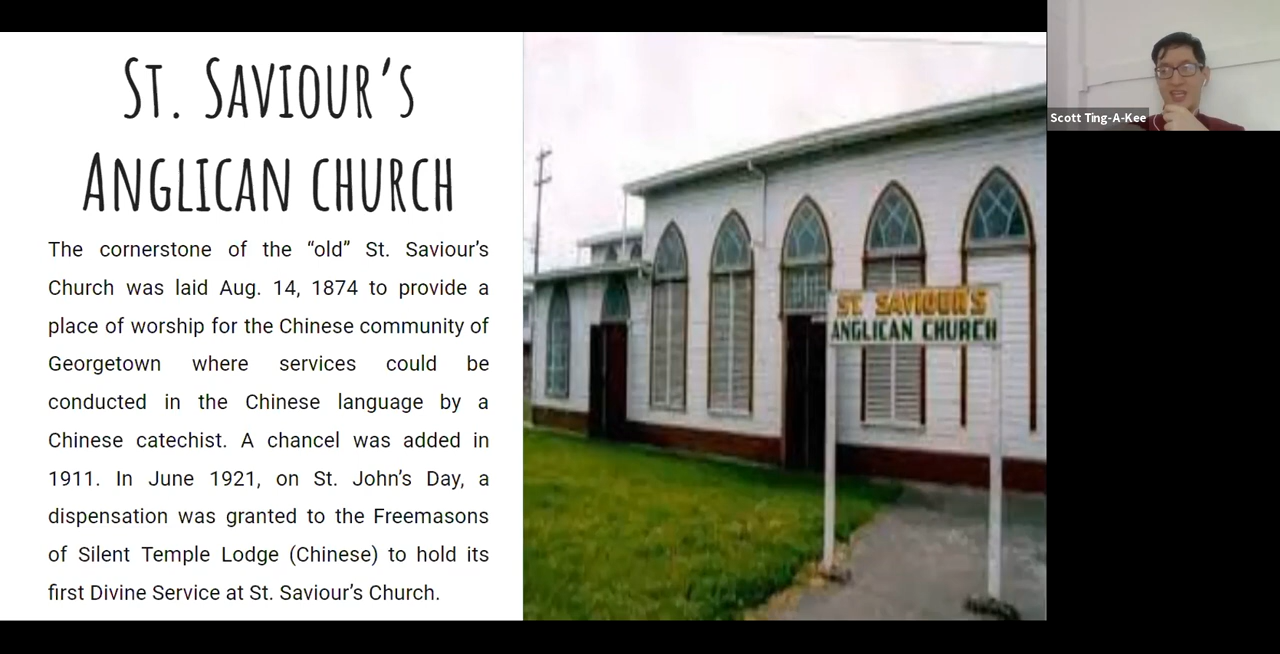 St. Saviour's
Anglican church
The cornerstone of the “old” St. Saviour’s
Church was laid Aug. 14, 1874 to provide a
place of worship for the Chinese community of
Georgetown where services could be
conducted in the Chinese language by a
Chinese catechist. A chancel was added in
1911. In June 1921, on St. John’s Day, a
dispensation was granted to the Freemasons
of Silent Temple Lodge (Chinese) to hold its
first Divine Service at St. Saviour’s Church.
ST. SAVIOUR'S
ANGLICAN CHURCH
Scott Ting-A-Kee